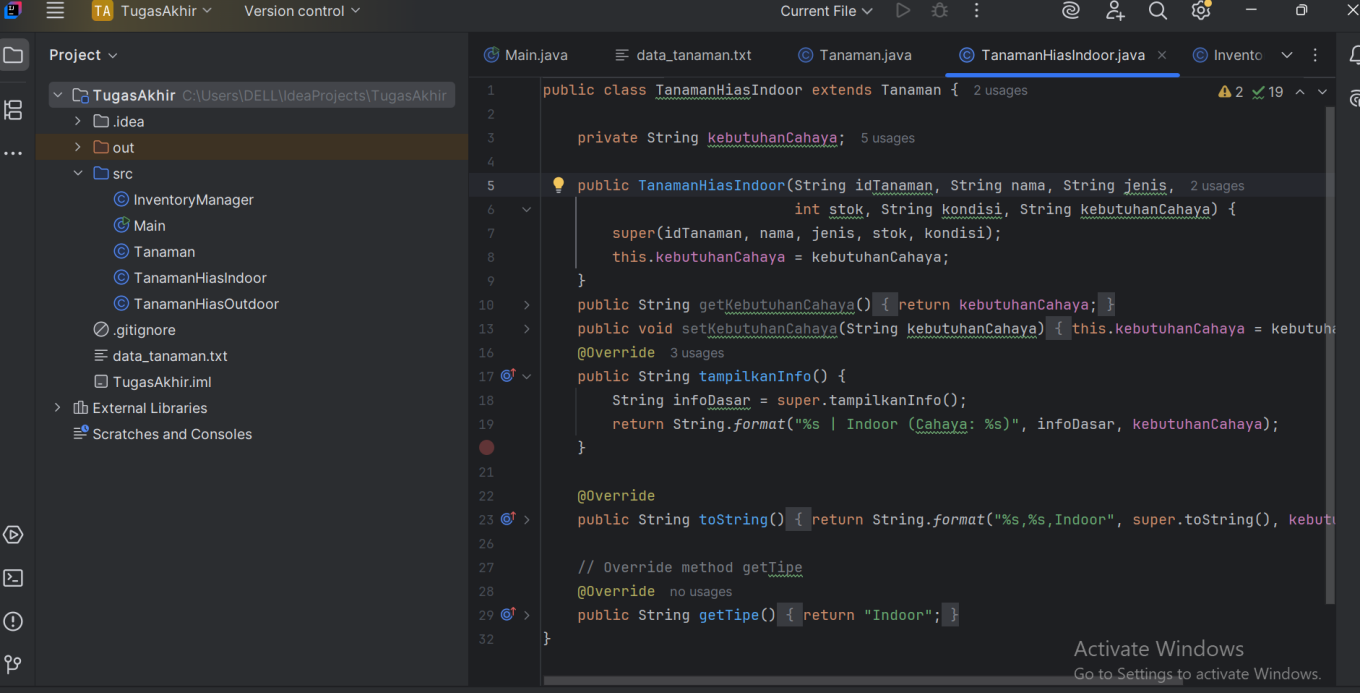 TA TugasAkhir Version control Current File
Project
Main.java data_tanaman.txt Tanaman.java TanamanHiasIndoor.java Invento
TugasAkhir C:\Users\DELL\IdeaProjects\TugasAkhir
.idea
out
src
InventoryManager
Main
Tanaman
TanamanHiasIndoor
TanamanHiasOutdoor
.gitignore
data_tanaman.txt
TugasAkhir.iml
External Libraries
Scratches and Consoles
2 19
1 public class TanamanHiasIndoor extends Tanaman { 2 usages
2
3 private String kebutuhanCahaya; 5 usages
4
5 public TanamanHiasIndoor(String idTanaman, String nama, String jenis, 2 usages
6 int stok, String kondisi, String kebutuhanCahaya) {
7 super(idTanaman, nama, jenis, stok, kondisi);
8 this.kebutuhanCahaya = kebutuhanCahaya;
9 }
10 public String getKebutuhanCahaya() { return kebutuhanCahaya; }
13 public void setKebutuhanCahaya(String kebutuhanCahaya) { this.kebutuhanCahaya = kebutuha
16 @Override 3 usages
17 public String tampilkanInfo() {
18 String infoDasar = super.tampilkanInfo();
19 return String.format("%s | Indoor (Cahaya: %s)", infoDasar, kebutuhanCahaya);
}
21
22 @Override
23 public String toString() { return String.format("%s,%s,Indoor", super.toString(), kebutu
26
27 // Override method getTipe
28 @Override no usages
29 public String getTipe() { return "Indoor"; }
32 }
Activate Windows
Go to Settings to activate Windows.